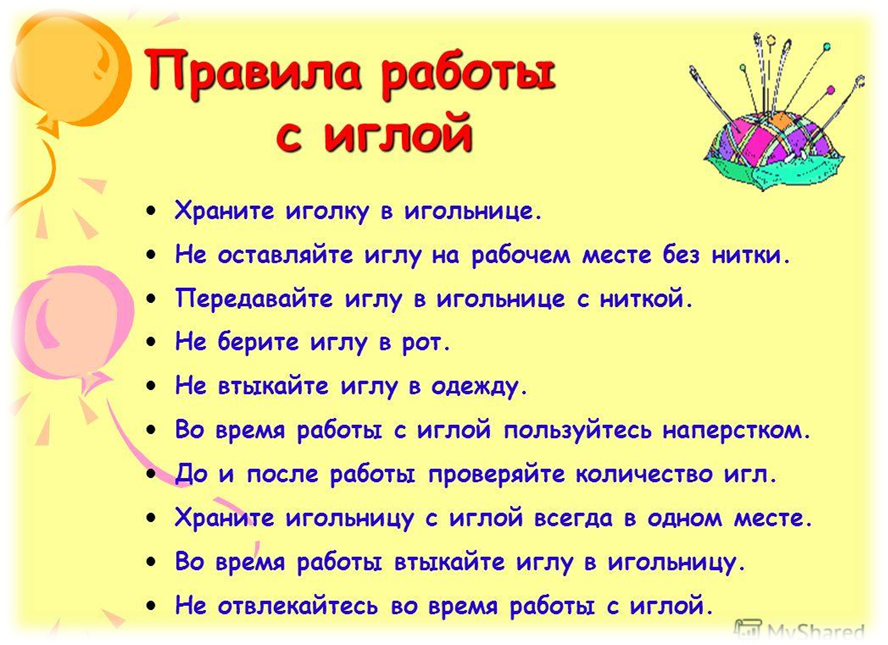 Правила работы
с иглой
• Храните иголку в игольнице.
• Не оставляйте иглу на рабочем месте без нитки.
• Передавайте иглу в игольнице с ниткой.
• Не берите иглу в рот.
• Не втыкайте иглу в одежду.
• Во время работы с иглой пользуйтесь наперстком.
• До и после работы проверяйте количество игл.
• Храните игольницу с иглой всегда в одном месте.
• Во время работы втыкайте иглу в игольницу.
• Не отвлекайтесь во время работы с иглой.
MyShared